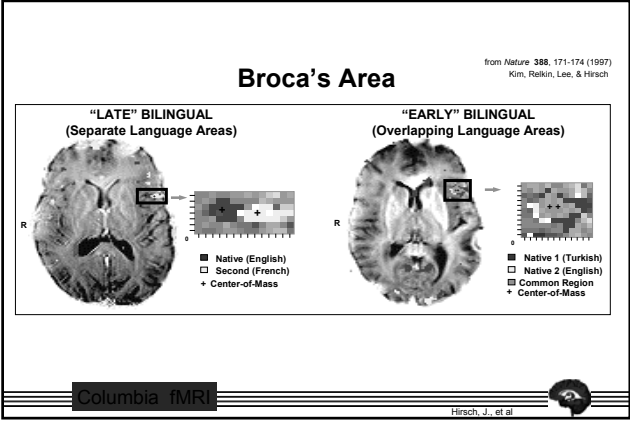 from Nature 388, 171-174 (1997)
Kim, Relkin, Lee, & Hirsch
Broca's Area
“LATE” BILINGUAL
(Separate Language Areas)
R
0
Native (English)
Second (French)
+ Center-of-Mass
“EARLY” BILINGUAL
(Overlapping Language Areas)
R
0
Native 1 (Turkish)
Native 2 (English)
Common Region
+ Center-of-Mass
Columbia fMRI
Hirsch, J., et al